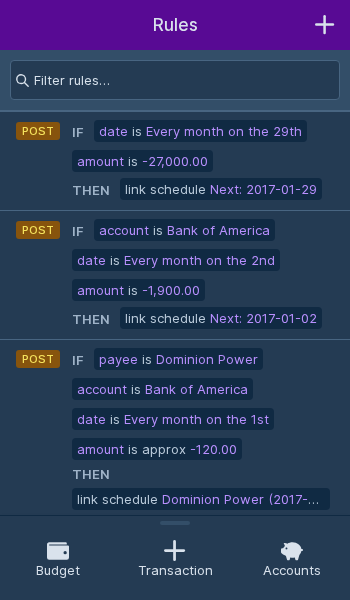 Rules
Filter rules...
POST IF date is Every month on the 29th
amount is -27,000.00
THEN link schedule Next: 2017-01-29
POST IF account is Bank of America
date is Every month on the 2nd
amount is -1,900.00
THEN link schedule Next: 2017-01-02
POST IF payee is Dominion Power
account is Bank of America
date is Every month on the 1st
amount is approx -120.00
THEN
link schedule Dominion Power (2017-...
Budget Transaction Accounts